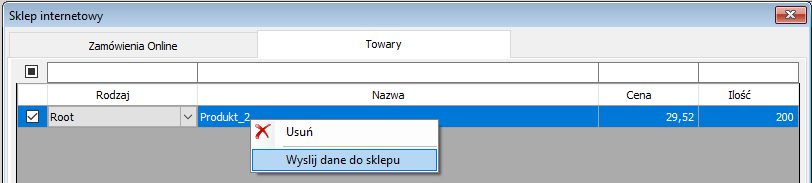 Sklep internetowy
Zamówienia Online Towary
Rodzaj Nazwa Cena Ilość
Root Produkt_2 29,52 200
Usuń
Wyslij dane do sklepu